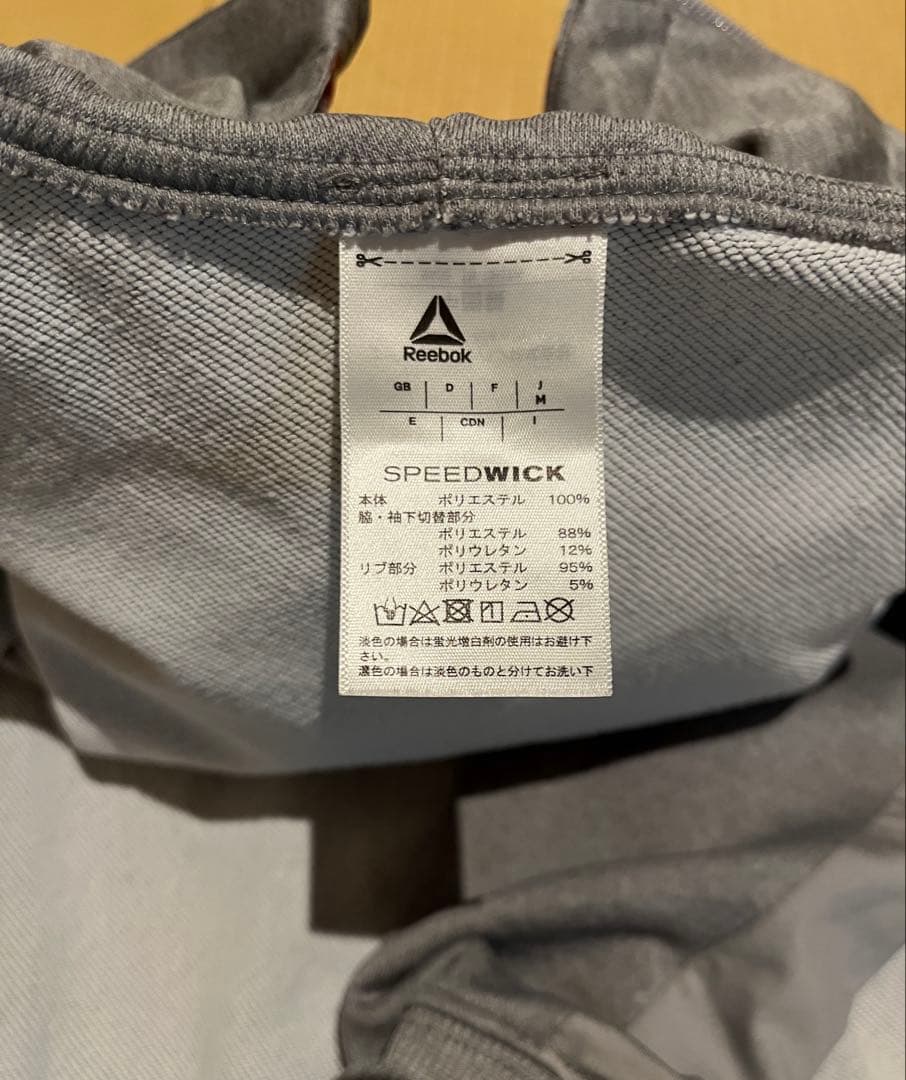 Reebok
GB D F J
M
E CDN I
SPEEDWICK
本体 ポリエステル 100%
脇・袖下切替部分
ポリエステル 88%
ポリウレタン 12%
リブ部分 ポリエステル 95%
ポリウレタン 5%
淡色の場合は蛍光増白剤の使用はお避け下
さい。
濃色の場合は淡色のものと分けてお洗い下